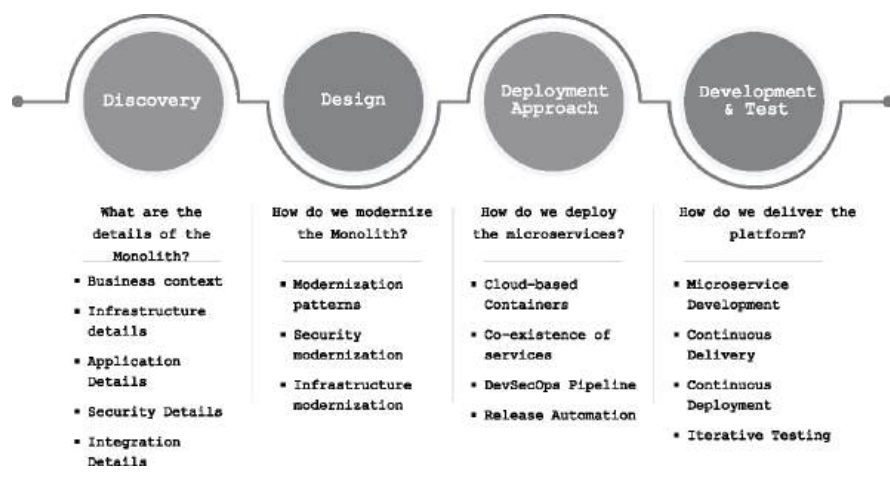 Discovery
Design
Deployment
Approach
Development
& Test
What are the
details of the
Monolith?
▪ Business context
▪ Infrastructure
details
▪ Application
Details
▪ Security Details
▪ Integration
Details
How do we modernize
the Monolith?
▪ Modernization
patterns
▪ Security
modernization
▪ Infrastructure
modernization
How do we deploy
the microservices?
▪ Cloud-based
Containers
▪ Co-existence of
services
▪ DevSecOps Pipeline
▪ Release Automation
How do we deliver the
platform?
▪ Microservice
Development
▪ Continuous
Delivery
▪ Continuous
Deployment
▪ Iterative Testing